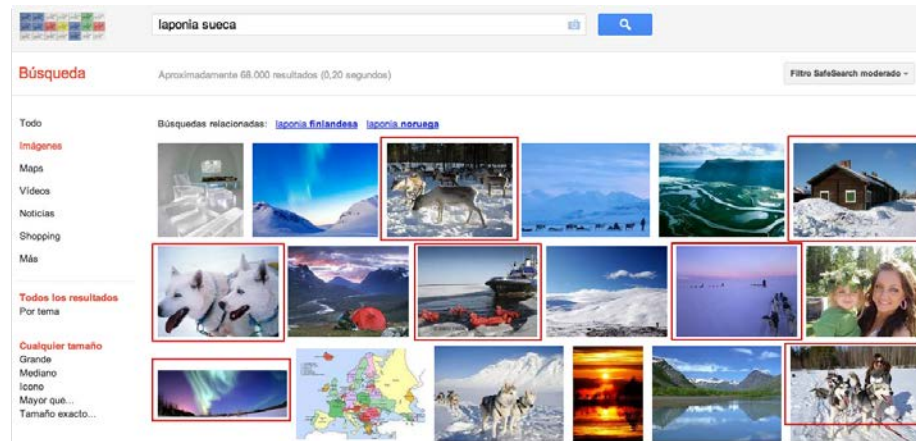 laponia sueca
Búsqueda
Aproximadamente 68.000 resultados (0,20 segundos)
Filtro SafeSearch moderado
Todo
Imágenes
Maps
Vídeos
Noticias
Shopping
Más
Todos los resultados
Por tema
Cualquier tamaño
Grande
Mediano
Icono
Mayor que...
Tamaño exacto...
Búsquedas relacionadas: laponia finlandesa laponia noruega